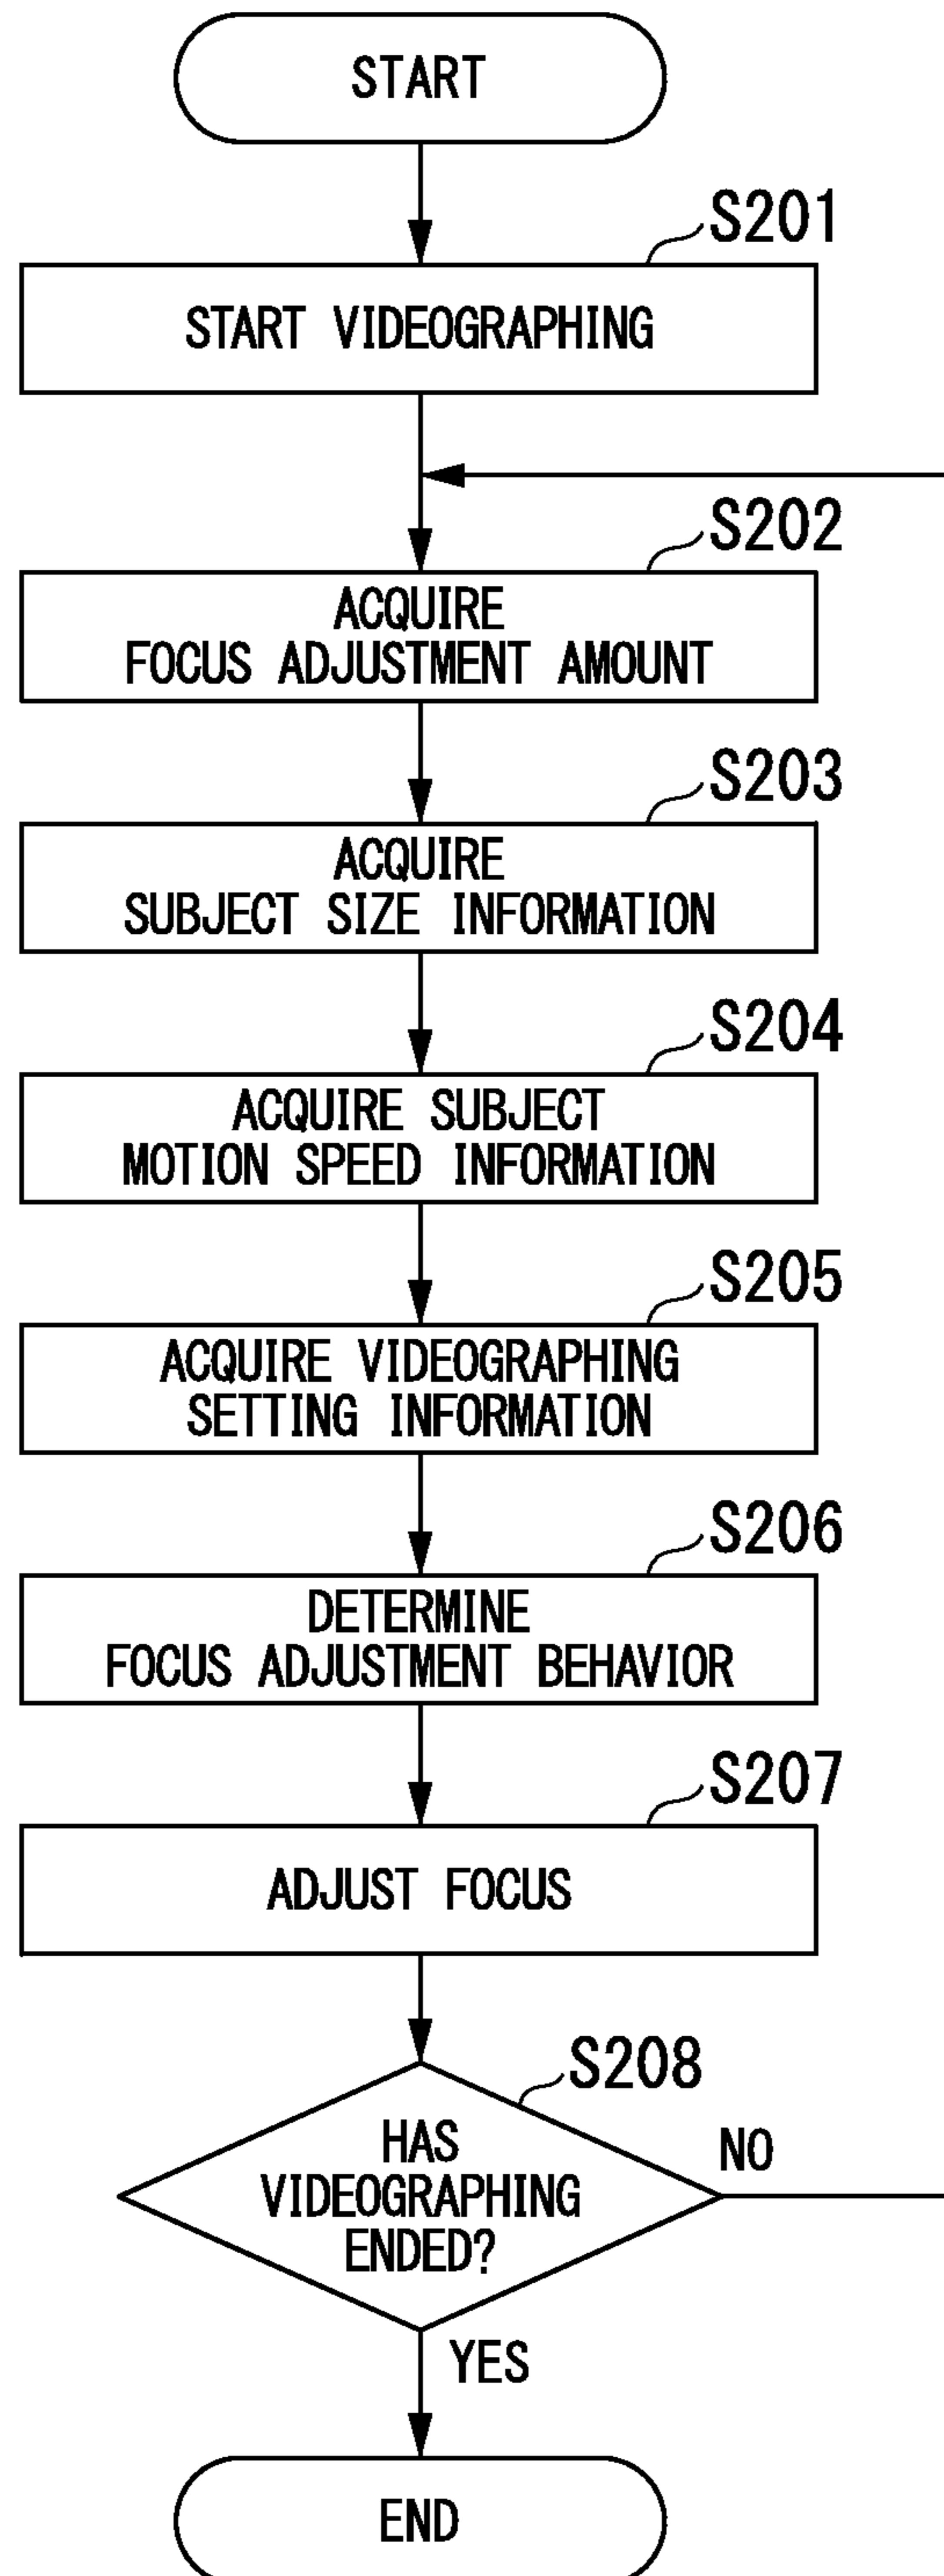 START
S201
START VIDEOGRAPHING
S202
ACQUIRE
FOCUS ADJUSTMENT AMOUNT
S203
ACQUIRE
SUBJECT SIZE INFORMATION
S204
ACQUIRE SUBJECT
MOTION SPEED INFORMATION
S205
ACQUIRE VIDEOGRAPHING
SETTING INFORMATION
S206
DETERMINE
FOCUS ADJUSTMENT BEHAVIOR
S207
ADJUST FOCUS
S208
HAS
VIDEOGRAPHING
ENDED?
NO
YES
END